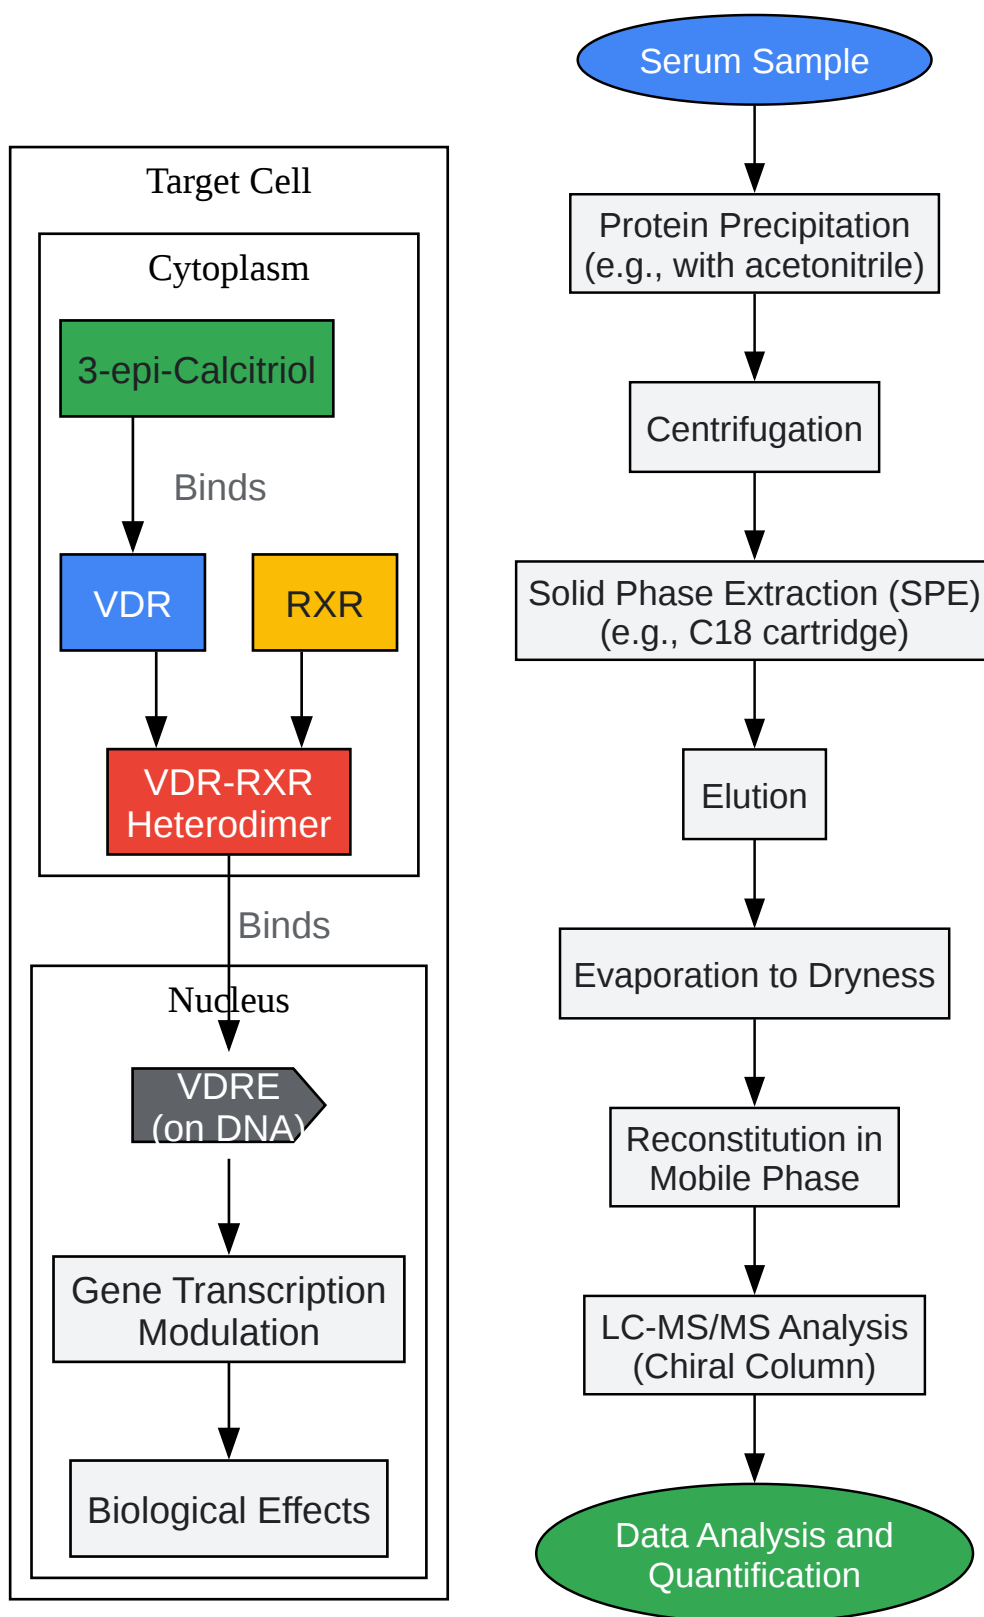 Target Cell
Cytoplasm
3-epi-Calcitriol
Binds
VDR
RXR
VDR-RXR
Heterodimer
Binds
Nucleus
VDRE
(on DNA)
Gene Transcription
Modulation
Biological Effects
Serum Sample
Protein Precipitation
(e.g., with acetonitrile)
Centrifugation
Solid Phase Extraction (SPE)
(e.g., C18 cartridge)
Elution
Evaporation to Dryness
Reconstitution in
Mobile Phase
LC-MS/MS Analysis
(Chiral Column)
Data Analysis and
Quantification